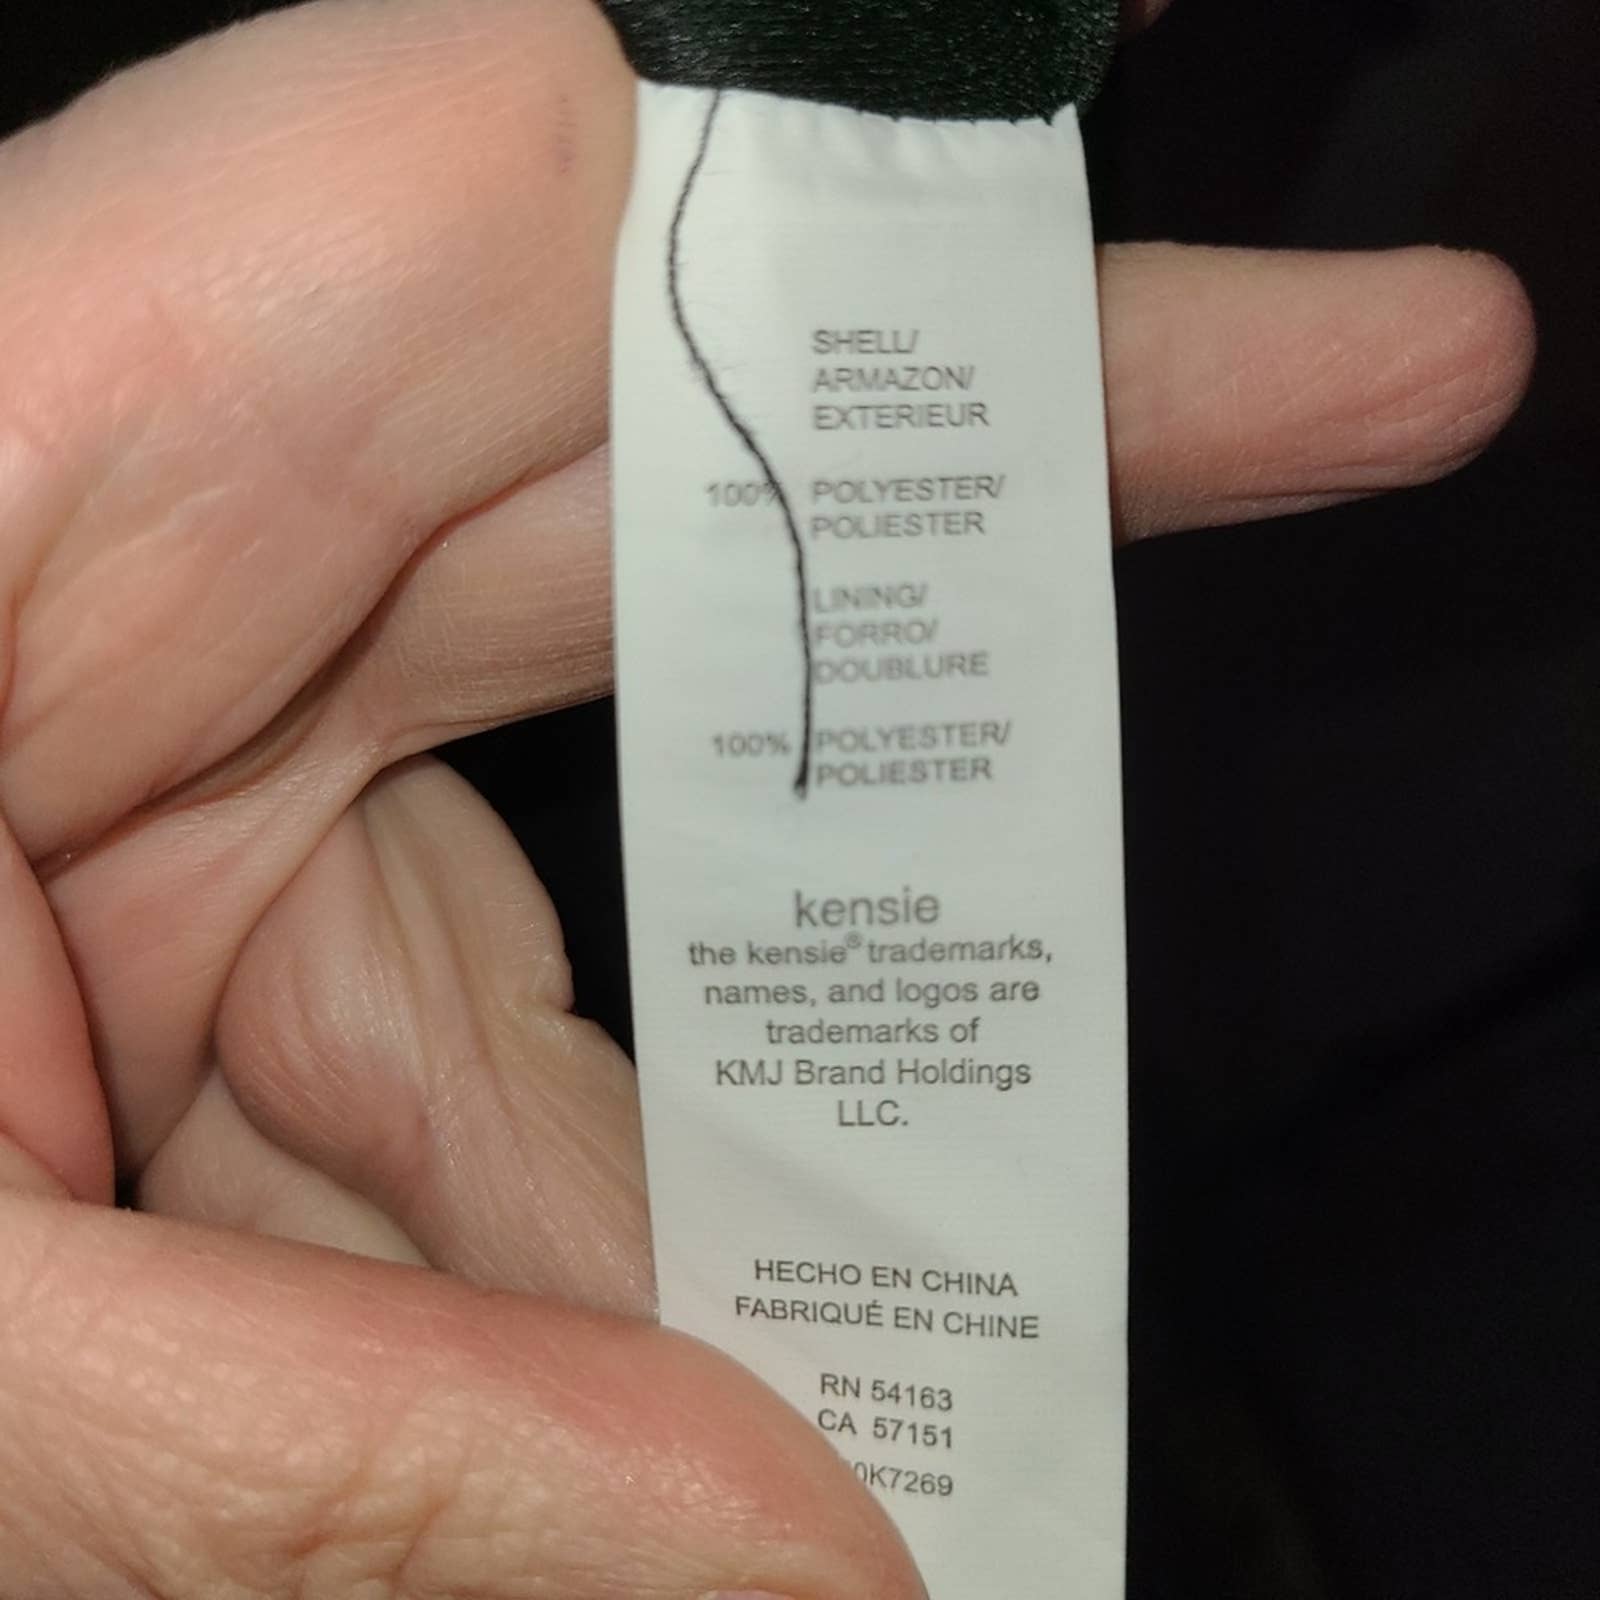 SHELL/
ARMAZON/
EXTERIEUR
100% POLYESTER/
POLIESTER
LINING/
FORRO/
DOUBLURE
100% POLYESTER/
POLIESTER
kensie
the kensie® trademarks,
names, and logos are
trademarks of
KMJ Brand Holdings
LLC.
HECHO EN CHINA
FABRIQUÉ EN CHINE
RN 54163
CA 57151